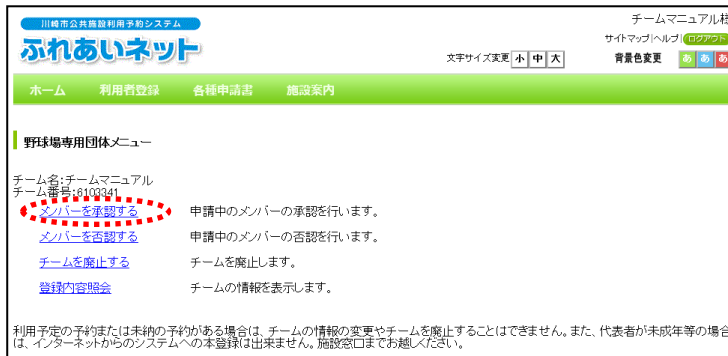 川崎市公共施設利用予約システム
ふれあいネット
チームマニュアル様
サイトマップ|ヘルプ|ログアウト
文字サイズ変更 小 中 大 背景色変更 あ あ あ
ホーム 利用者登録 各種申請書 施設案内
野球場専用団体メニュー
チーム名:チームマニュアル
チーム番号:6103341
メンバーを承認する 申請中のメンバーの承認を行います。
メンバーを否認する 申請中のメンバーの否認を行います。
チームを廃止する チームを廃止します。
登録内容照会 チームの情報を表示します。
利用予定の予約または未納の予約がある場合は、チームの情報の変更やチームを廃止することはできません。また、代表者が未成年等の場合
は、インターネットからのシステムへの本登録は出来ません。施設窓口までお越しください。